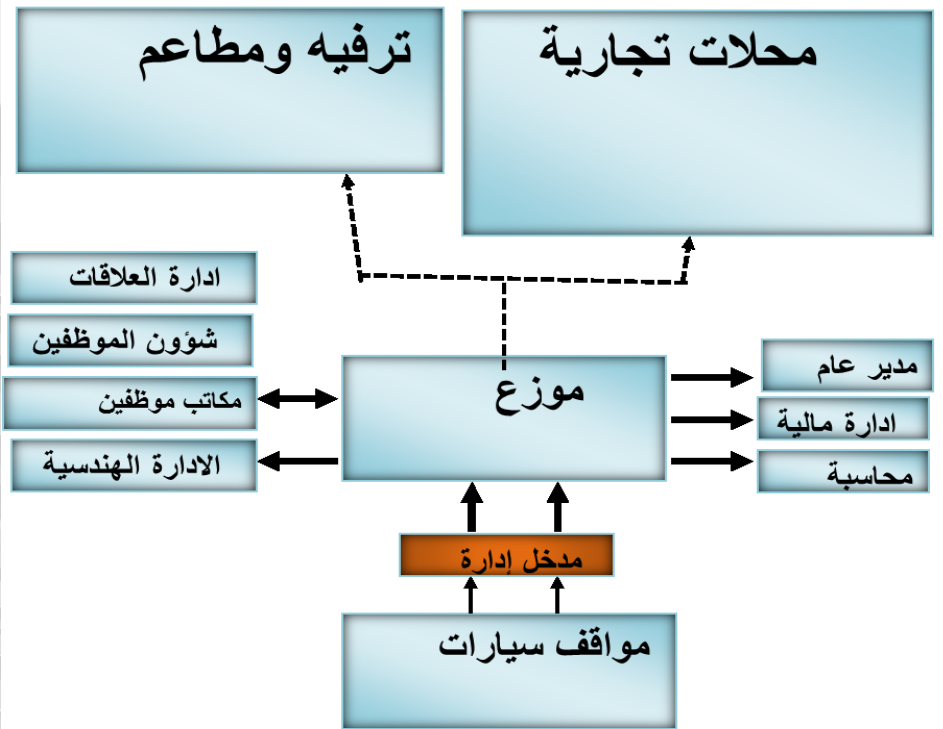 محلات تجارية
ترفيه ومطاعم
ادارة العلاقات
شؤون الموظفين
مكاتب موظفين
الادارة الهندسية
موزع
مدير عام
ادارة مالية
محاسبة
مدخل إدارة
مواقف سيارات